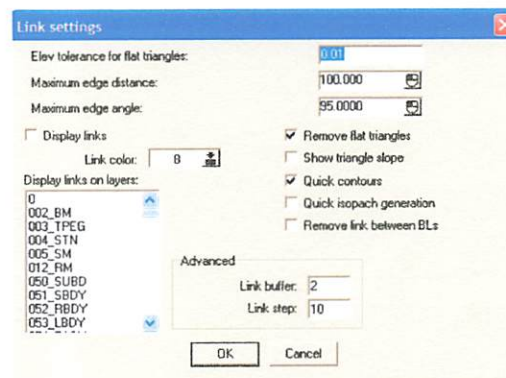 Link settings
Elev tolerance for flat triangles: 0.01
Maximum edge distance: 100.000
Maximum edge angle: 95.0000
Display links
Link color: 8
Display links on layers:
0
002_BM
003_TPEG
004_STN
005_SM
012_RM
050_SUBD
051_SBDY
052_RBDY
053_LBDY
Remove flat triangles
Show triangle slope
Quick contours
Quick isopach generation
Remove link between BLs
Advanced
Link buffer: 2
Link step: 10
OK Cancel